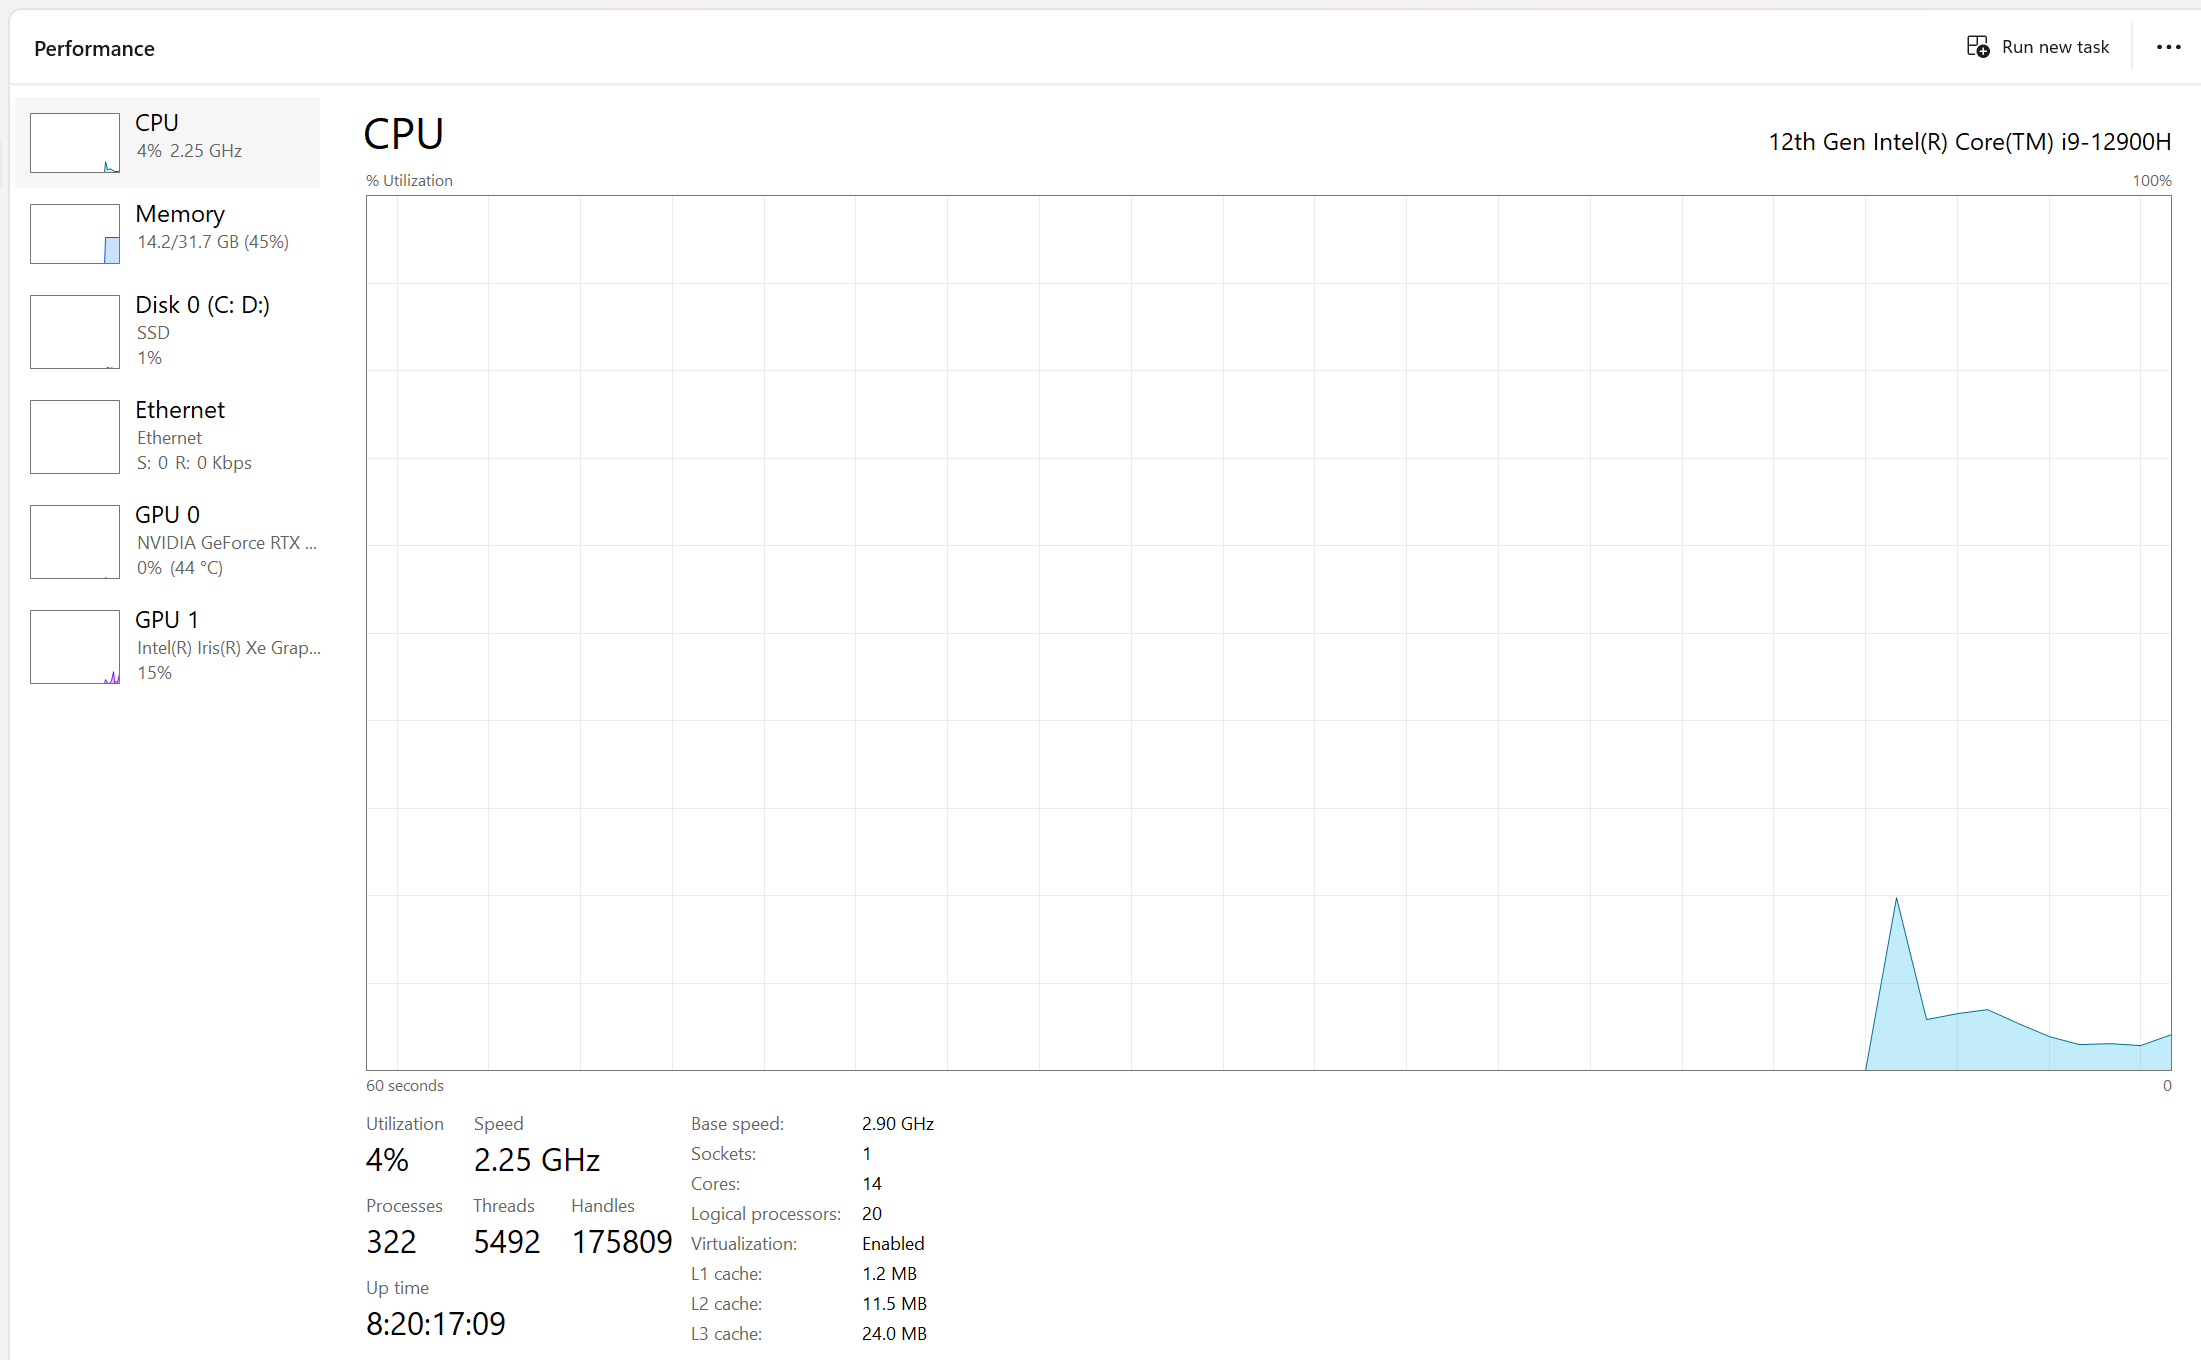 Performance
Run new task
CPU
4% 2.25 GHz
Memory
14.2/31.7 GB (45%)
Disk 0 (C: D:)
SSD
1%
Ethernet
Ethernet
S: 0 R: 0 Kbps
GPU 0
NVIDIA GeForce RTX ...
0% (44 °C)
GPU 1
Intel(R) Iris(R) Xe Grap...
15%
CPU
12th Gen Intel(R) Core(TM) i9-12900H
% Utilization
100%
60 seconds
0
Utilization
Speed
4%
2.25 GHz
Processes
Threads
Handles
322
5492
175809
Up time
8:20:17:09
Base speed: 2.90 GHz
Sockets: 1
Cores: 14
Logical processors: 20
Virtualization: Enabled
L1 cache: 1.2 MB
L2 cache: 11.5 MB
L3 cache: 24.0 MB